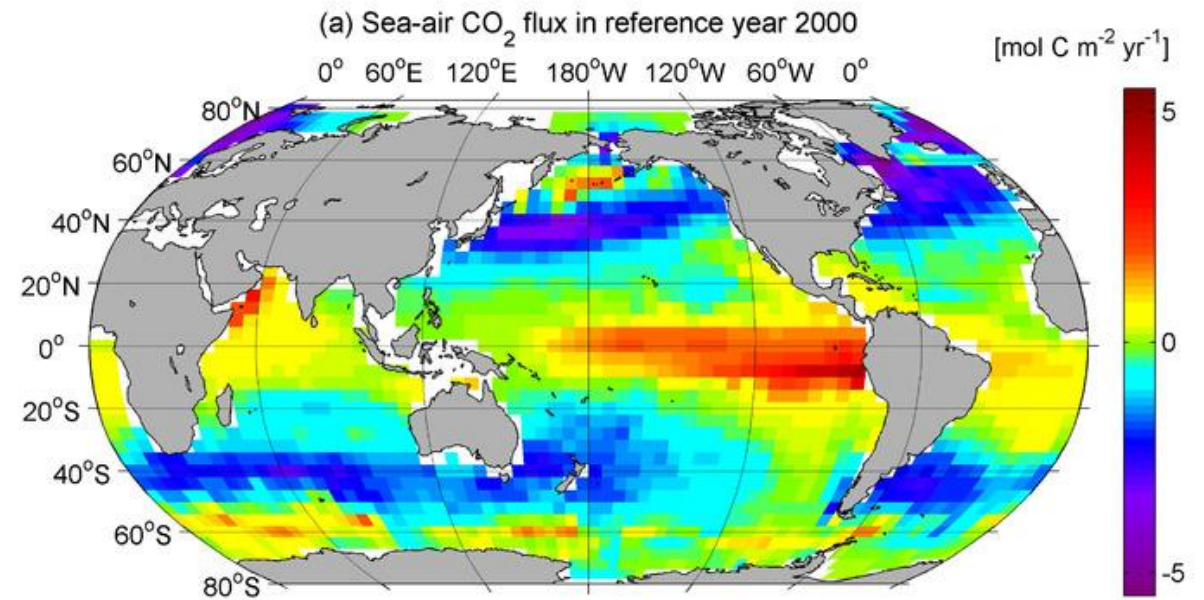 (a) Sea-air CO₂ flux in reference year 2000
[mol C m⁻² yr⁻¹]
0° 60°E 120°E 180°W 120°W 60°W 0°
80°N
60°N
40°N
20°N
0°
20°S
40°S
60°S
80°S
5
0
-5